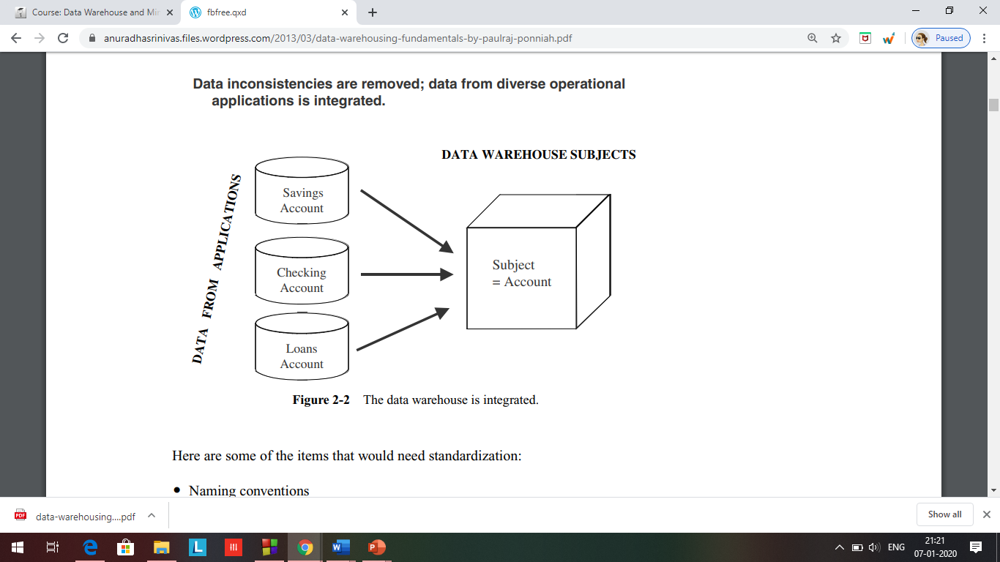 Course: Data Warehouse and Min
fbfree.qxd
anuradhasrinivas.files.wordpress.com/2013/03/data-warehousing-fundamentals-by-paulraj-ponniah.pdf
Paused
Data inconsistencies are removed; data from diverse operational
applications is integrated.
DATA WAREHOUSE SUBJECTS
DATA FROM APPLICATIONS
Savings
Account
Checking
Account
Loans
Account
Subject
= Account
Figure 2-2 The data warehouse is integrated.
Here are some of the items that would need standardization:
• Naming conventions
PDF
data-warehousing....pdf
Show all
ENG
21:21
07-01-2020